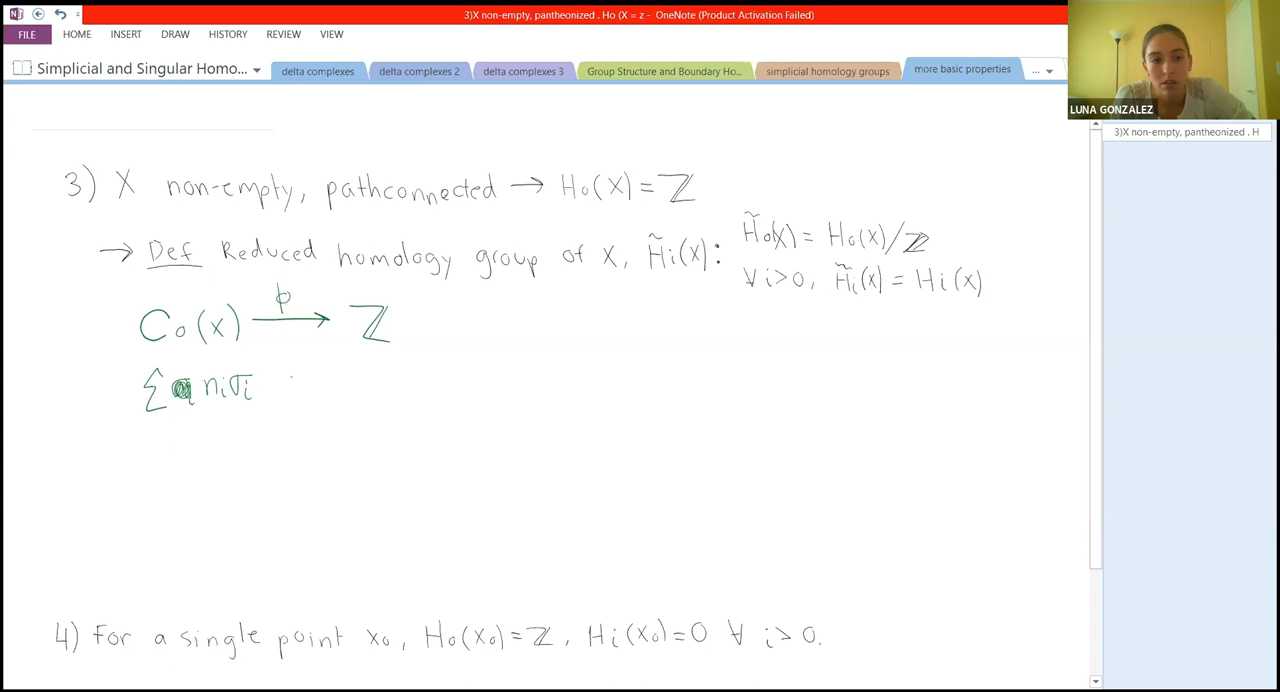 3)X non-empty, pantheonized . Ho (X = z - OneNote (Product Activation Failed)
FILE HOME INSERT DRAW HISTORY REVIEW VIEW
Simplicial and Singular Homo... delta complexes delta complexes 2 delta complexes 3 Group Structure and Boundary Ho... simplicial homology groups more basic properties ...
LUNA GONZALEZ
3)X non-empty, pantheonized . H
3) X non-empty, pathconnected → H₀(X) = ℤ
→ Def Reduced homology group of X, H̃i(X): H̃₀(X) = H₀(X)/ℤ
∀ i>0, H̃i(X) = Hi(X)
C₀(X) → ℤ
Σ niσi
4) For a single point x₀, H₀(x₀) = ℤ, Hi(x₀) = 0 ∀ i > 0.